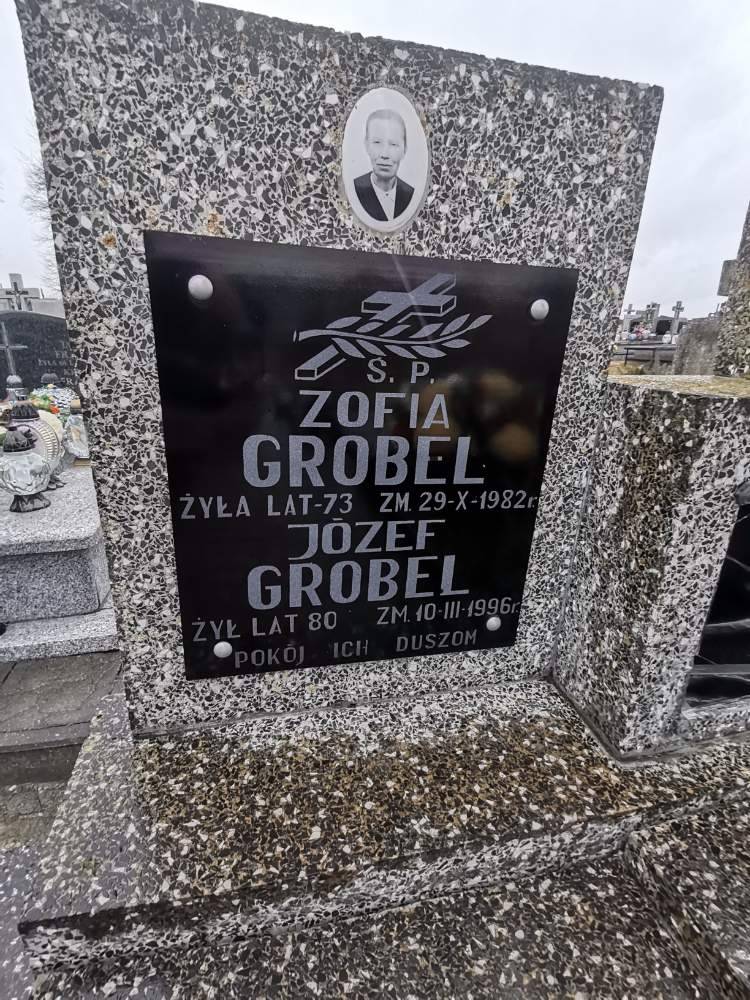 Ś. P.
ZOFIA
GROBEL
ŻYŁA LAT-73 ZM. 29-X-1982r.
JÓZEF
GROBEL
ŻYŁ LAT 80 ZM. 10-III-1996r.
POKÓJ ICH DUSZOM